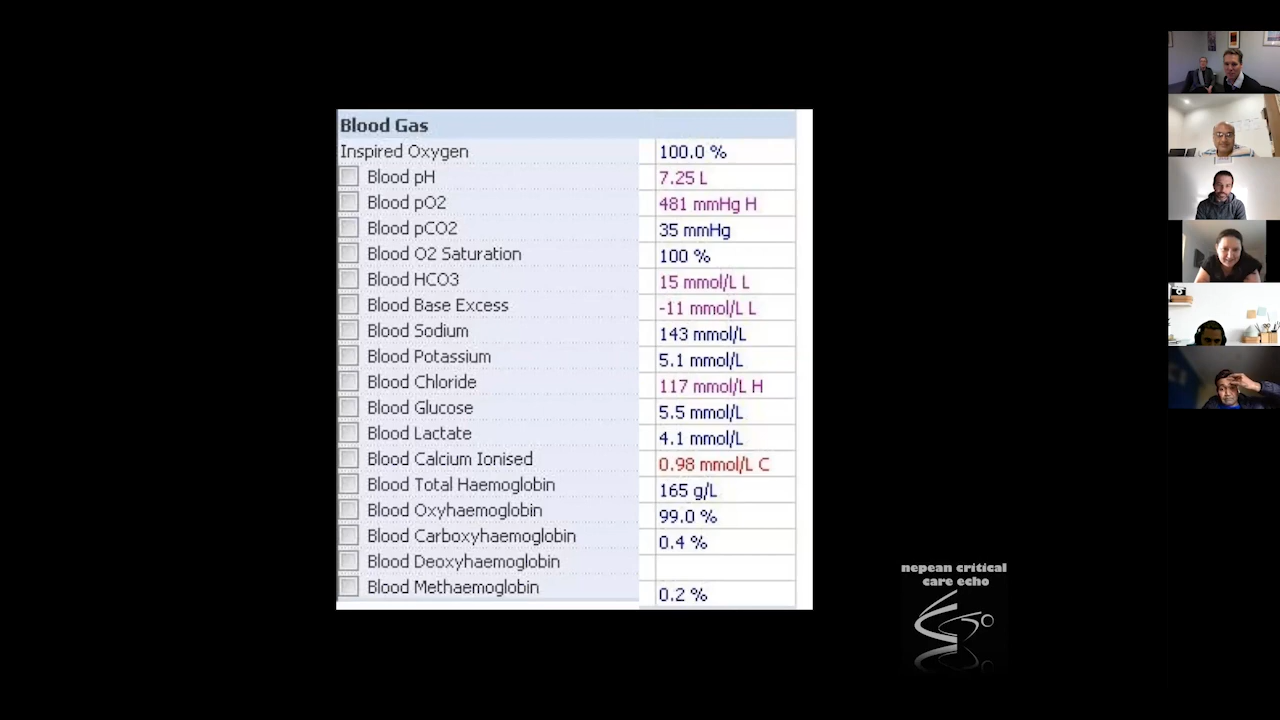 Blood Gas
Inspired Oxygen 100.0 %
Blood pH 7.25 L
Blood pO2 481 mmHg H
Blood pCO2 35 mmHg
Blood O2 Saturation 100 %
Blood HCO3 15 mmol/L L
Blood Base Excess -11 mmol/L L
Blood Sodium 143 mmol/L
Blood Potassium 5.1 mmol/L
Blood Chloride 117 mmol/L H
Blood Glucose 5.5 mmol/L
Blood Lactate 4.1 mmol/L
Blood Calcium Ionised 0.98 mmol/L C
Blood Total Haemoglobin 165 g/L
Blood Oxyhaemoglobin 99.0 %
Blood Carboxyhaemoglobin 0.4 %
Blood Deoxyhaemoglobin
Blood Methaemoglobin 0.2 %
nepean critical
care echo